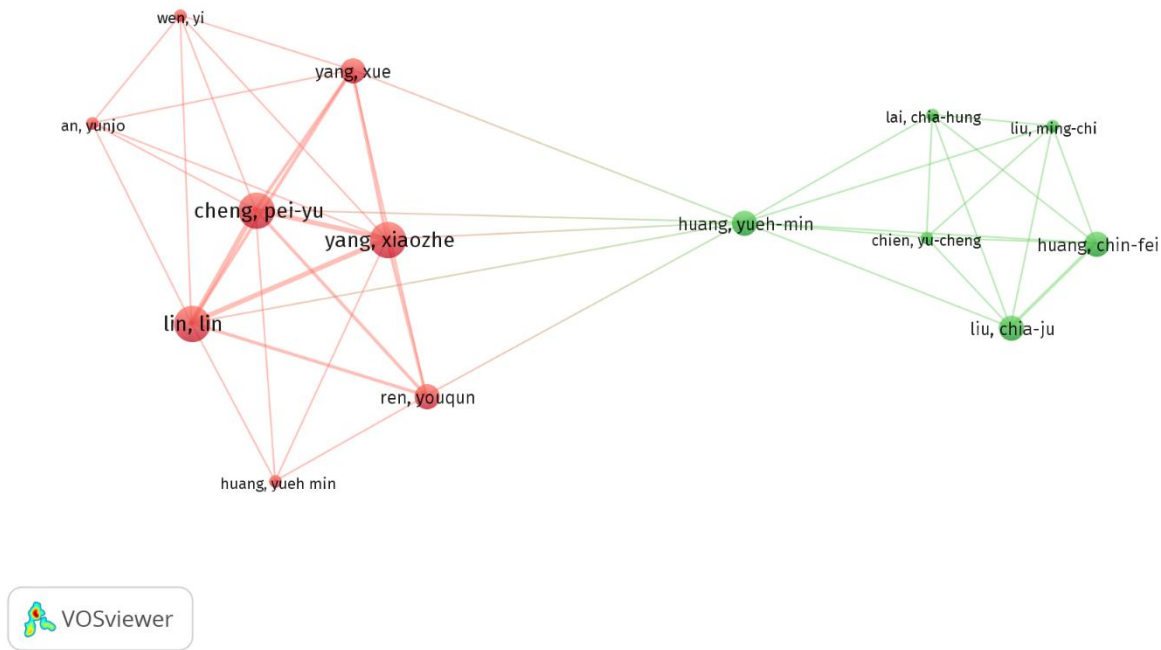 wen, yi
yang, xue
an, yunjo
lai, chia-hung
liu, ming-chi
cheng, pei-yu
yang, xiaozhe
huang, yueh-min
chien, yu-cheng
huang, chin-fei
lin, lin
liu, chia-ju
ren, youqun
huang, yueh min
VOSviewer